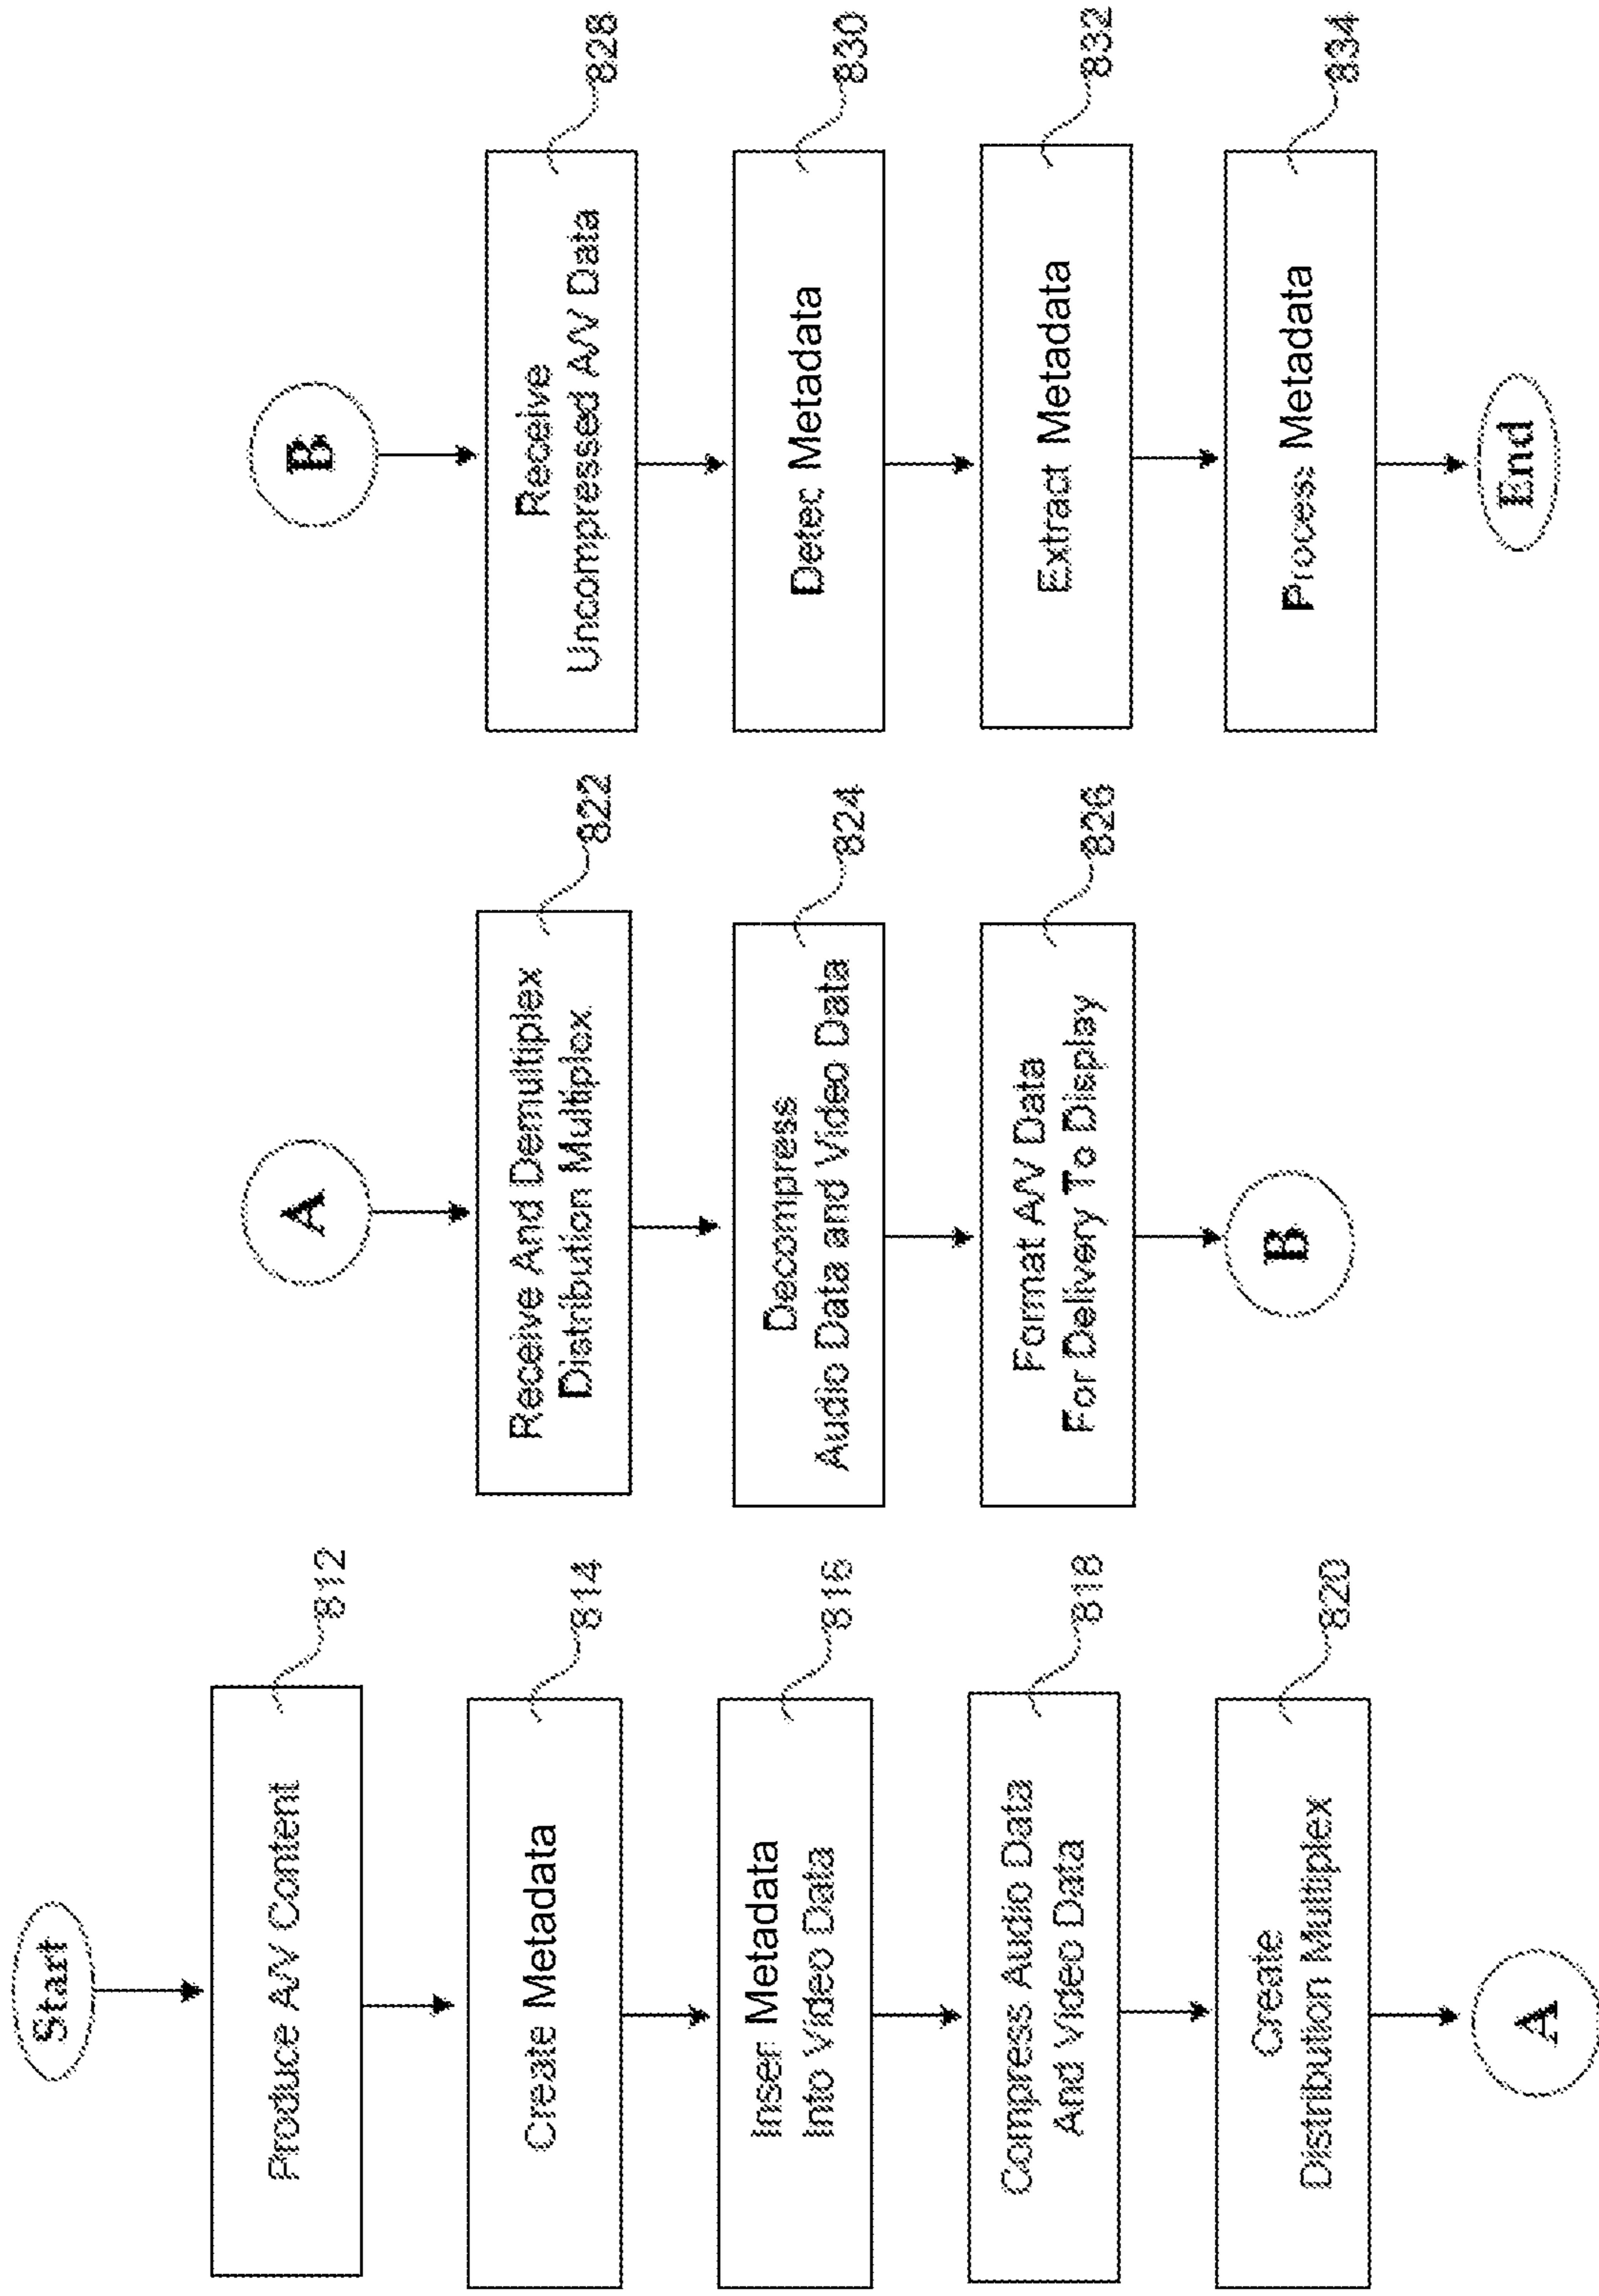 Start
Produce A/V Content
812
Create Metadata
814
Inser Metadata
Into Video Data
816
Compress Audio Data
And Video Data
818
Create
Distribution Multiplex
820
A
A
Receive And Demultiplex
Distribution Multiplex
822
Decompress
Audio Data and Video Data
824
Format A/V Data
For Delivery To Display
826
B
B
Receive
Uncompressed A/V Data
828
Detec Metadata
830
Extract Metadata
832
Process Metadata
834
End